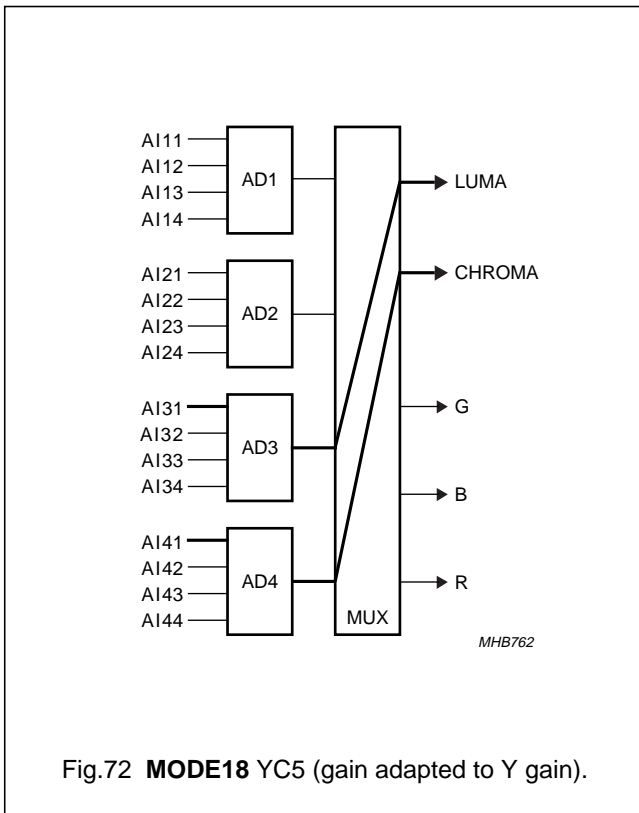 AI11
AI12
AI13
AI14
AD1
AI21
AI22
AI23
AI24
AD2
AI31
AI32
AI33
AI34
AD3
AI41
AI42
AI43
AI44
AD4
MUX
LUMA
CHROMA
G
B
R
MHB762
Fig.72 MODE18 YC5 (gain adapted to Y gain).